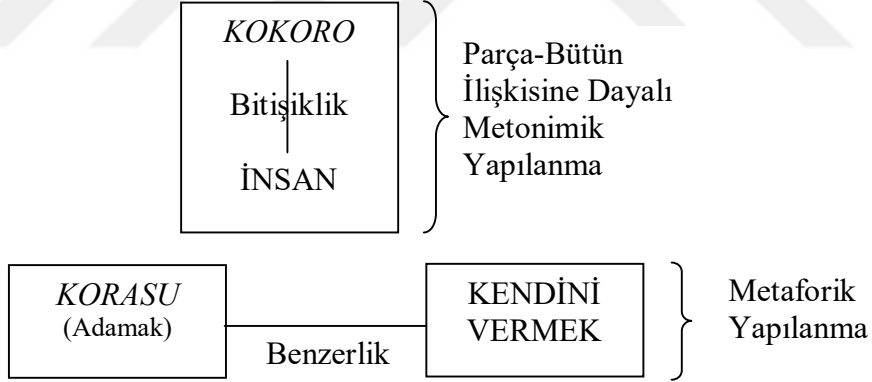 KOKORO
Bitişiklik
İNSAN
Parça-Bütün
İlişkisine Dayalı
Metonimik
Yapılanma
KORASU
(Adamak)
Benzerlik
KENDİNİ
VERMEK
Metaforik
Yapılanma